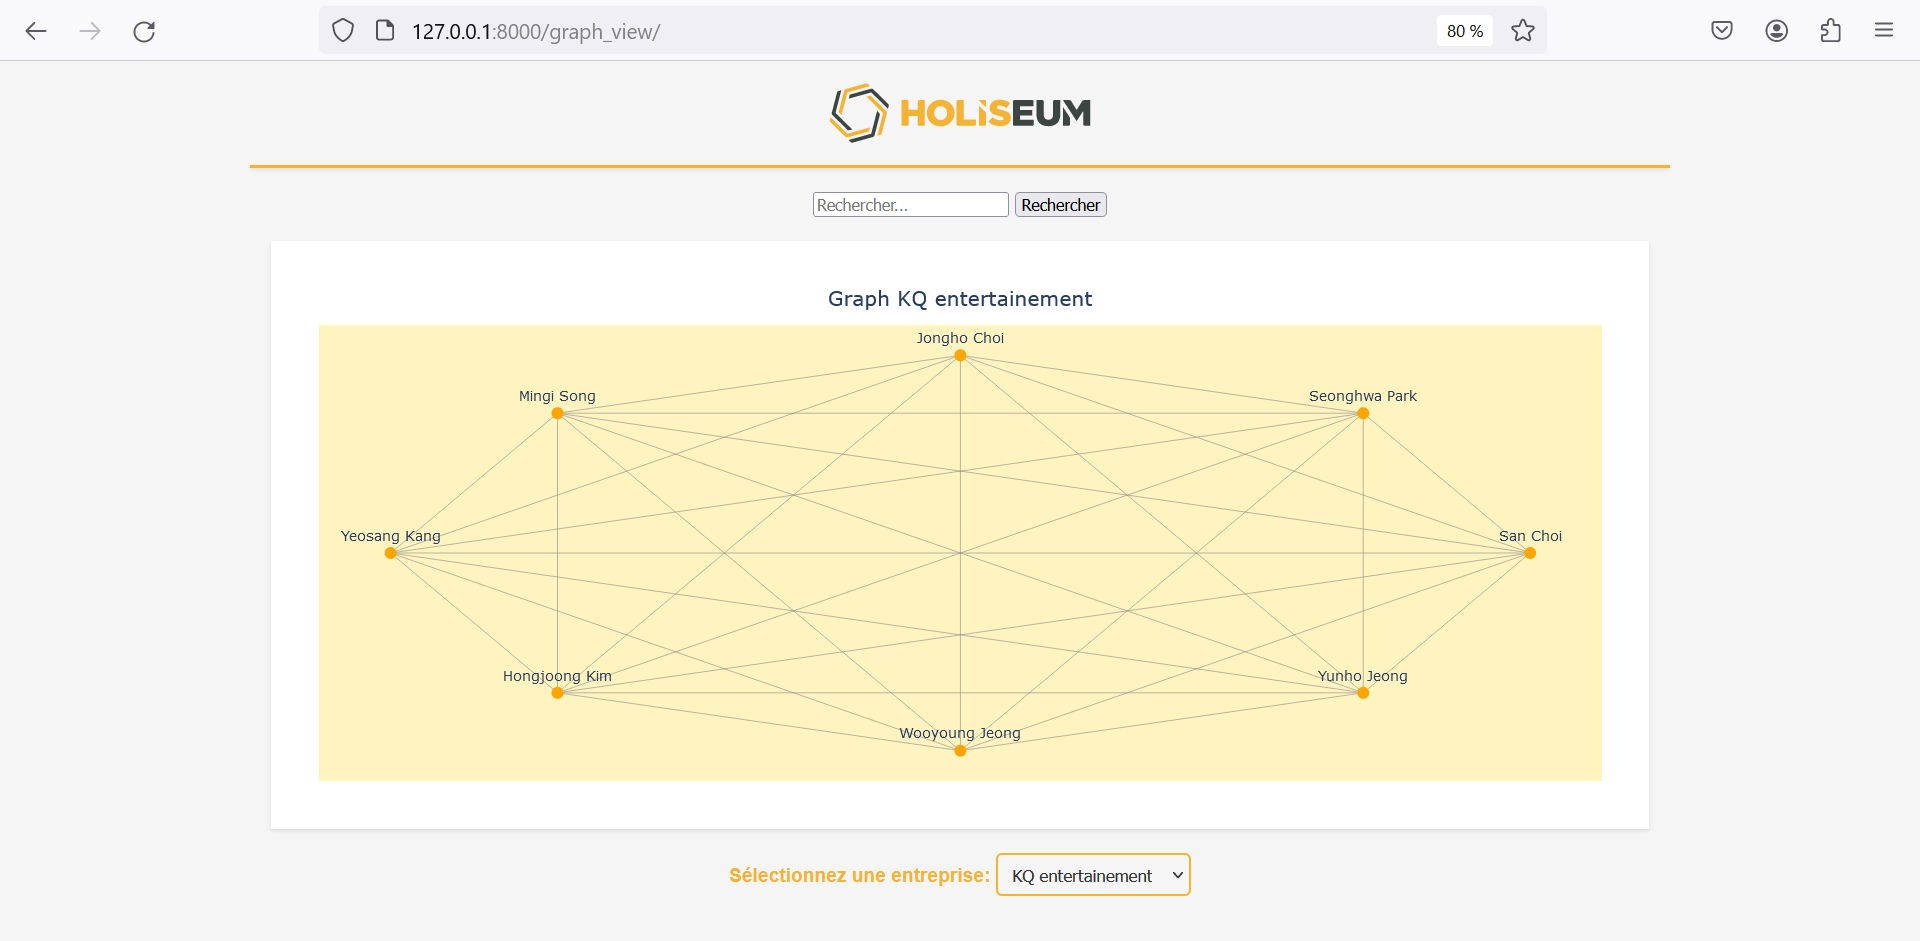 127.0.0.1:8000/graph_view/
80 %
HOLiSEUM
Rechercher...
Rechercher
Graph KQ entertainement
Jongho Choi
Mingi Song
Seonghwa Park
Yeosang Kang
San Choi
Hongjoong Kim
Yunho Jeong
Wooyoung Jeong
Sélectionnez une entreprise:
KQ entertainement